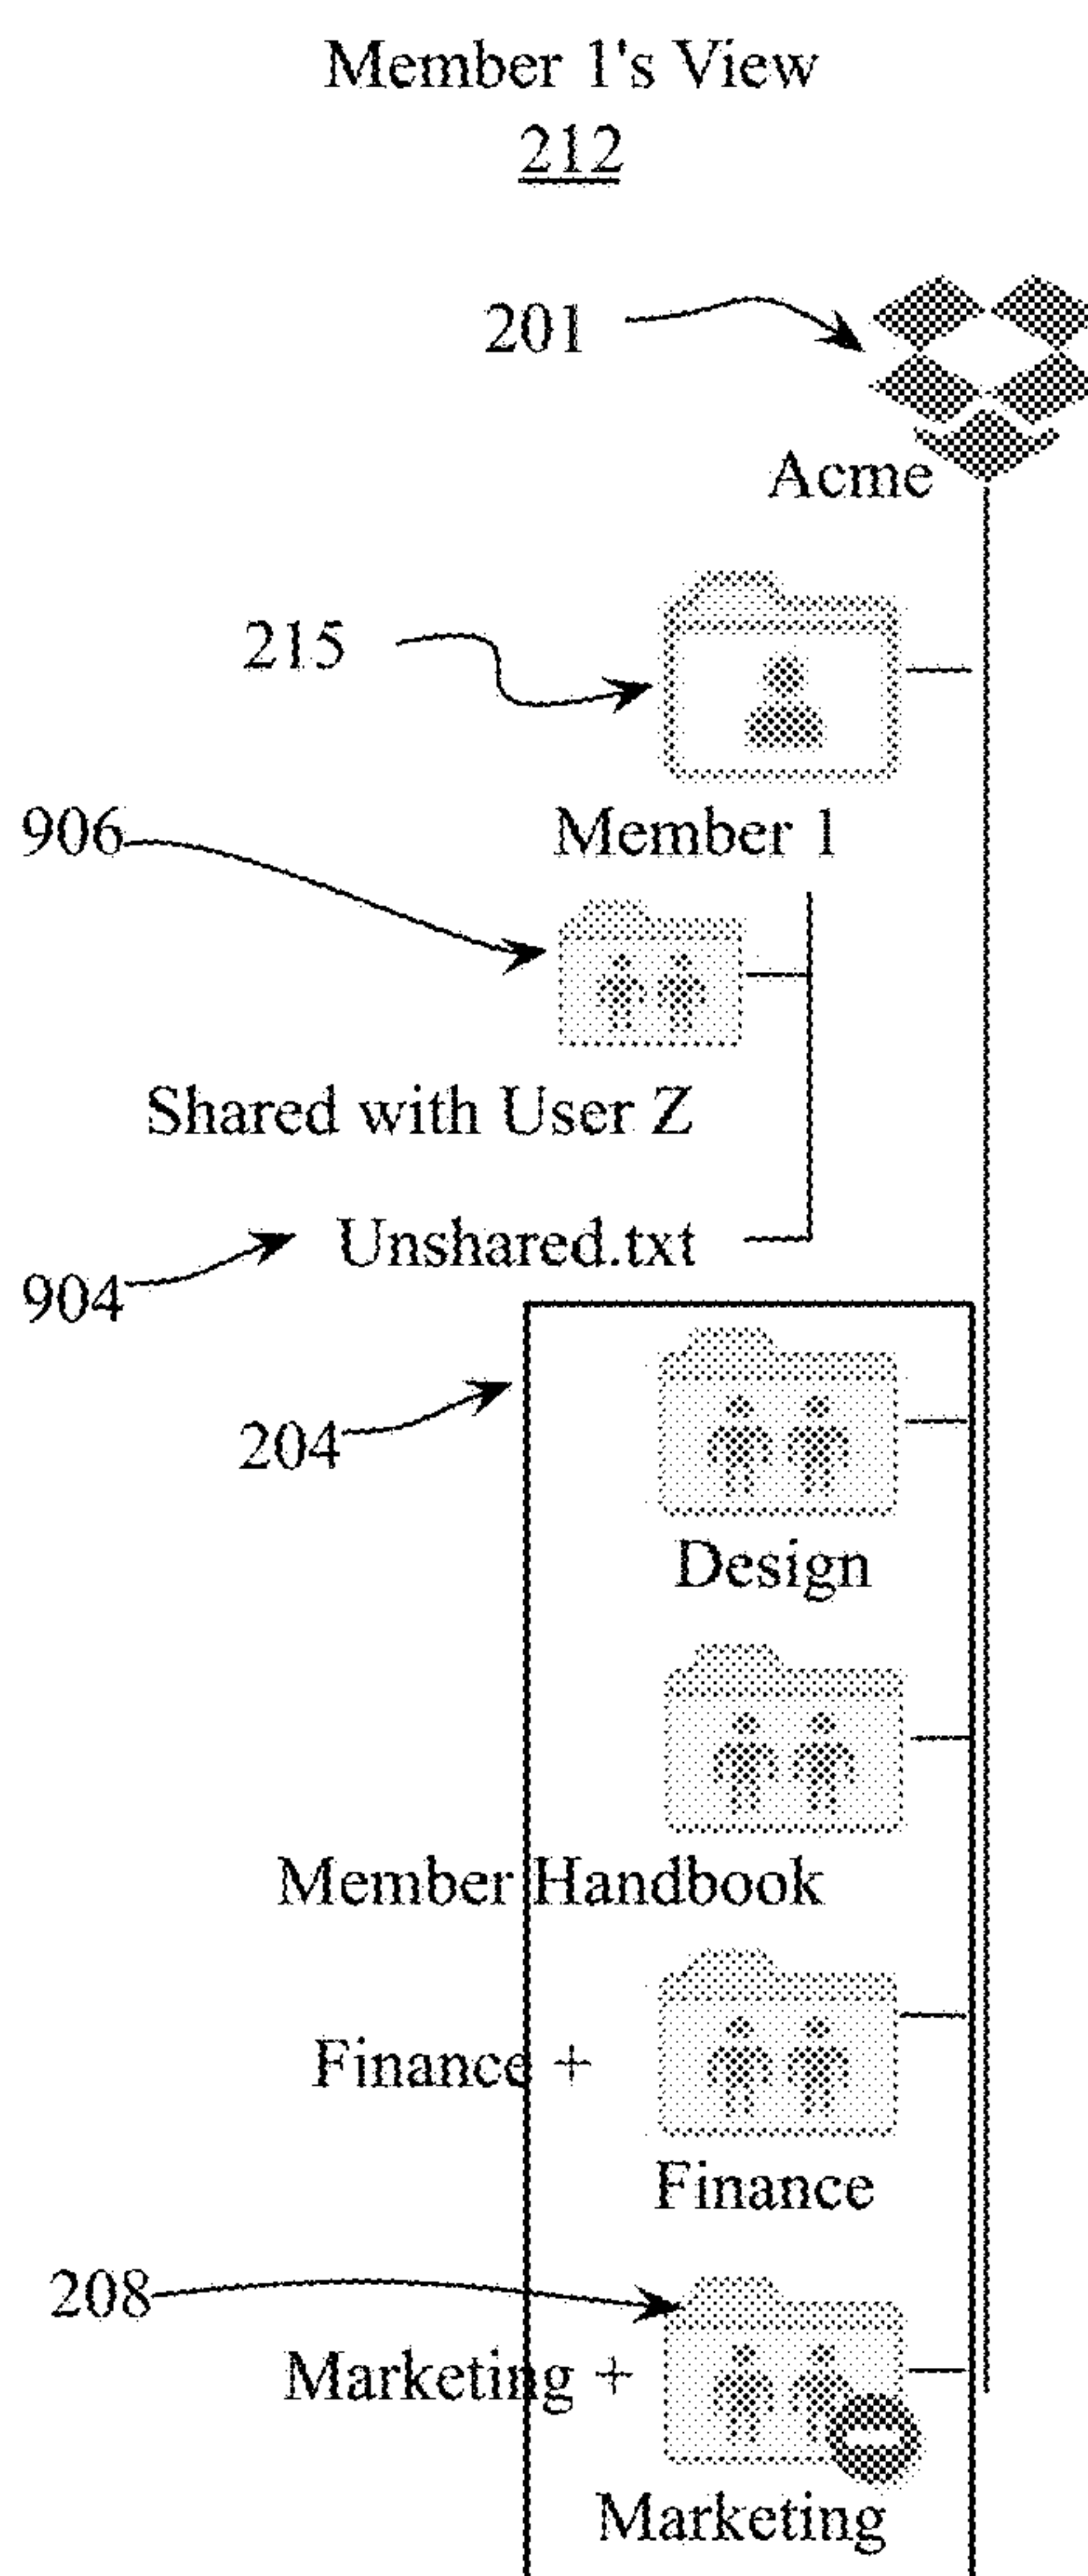 Member 1's View
212
201
Acme
215
906
Member 1
Shared with User Z
Unshared.txt
904
204
Design
Member Handbook
Finance +
Finance
208
Marketing +
Marketing